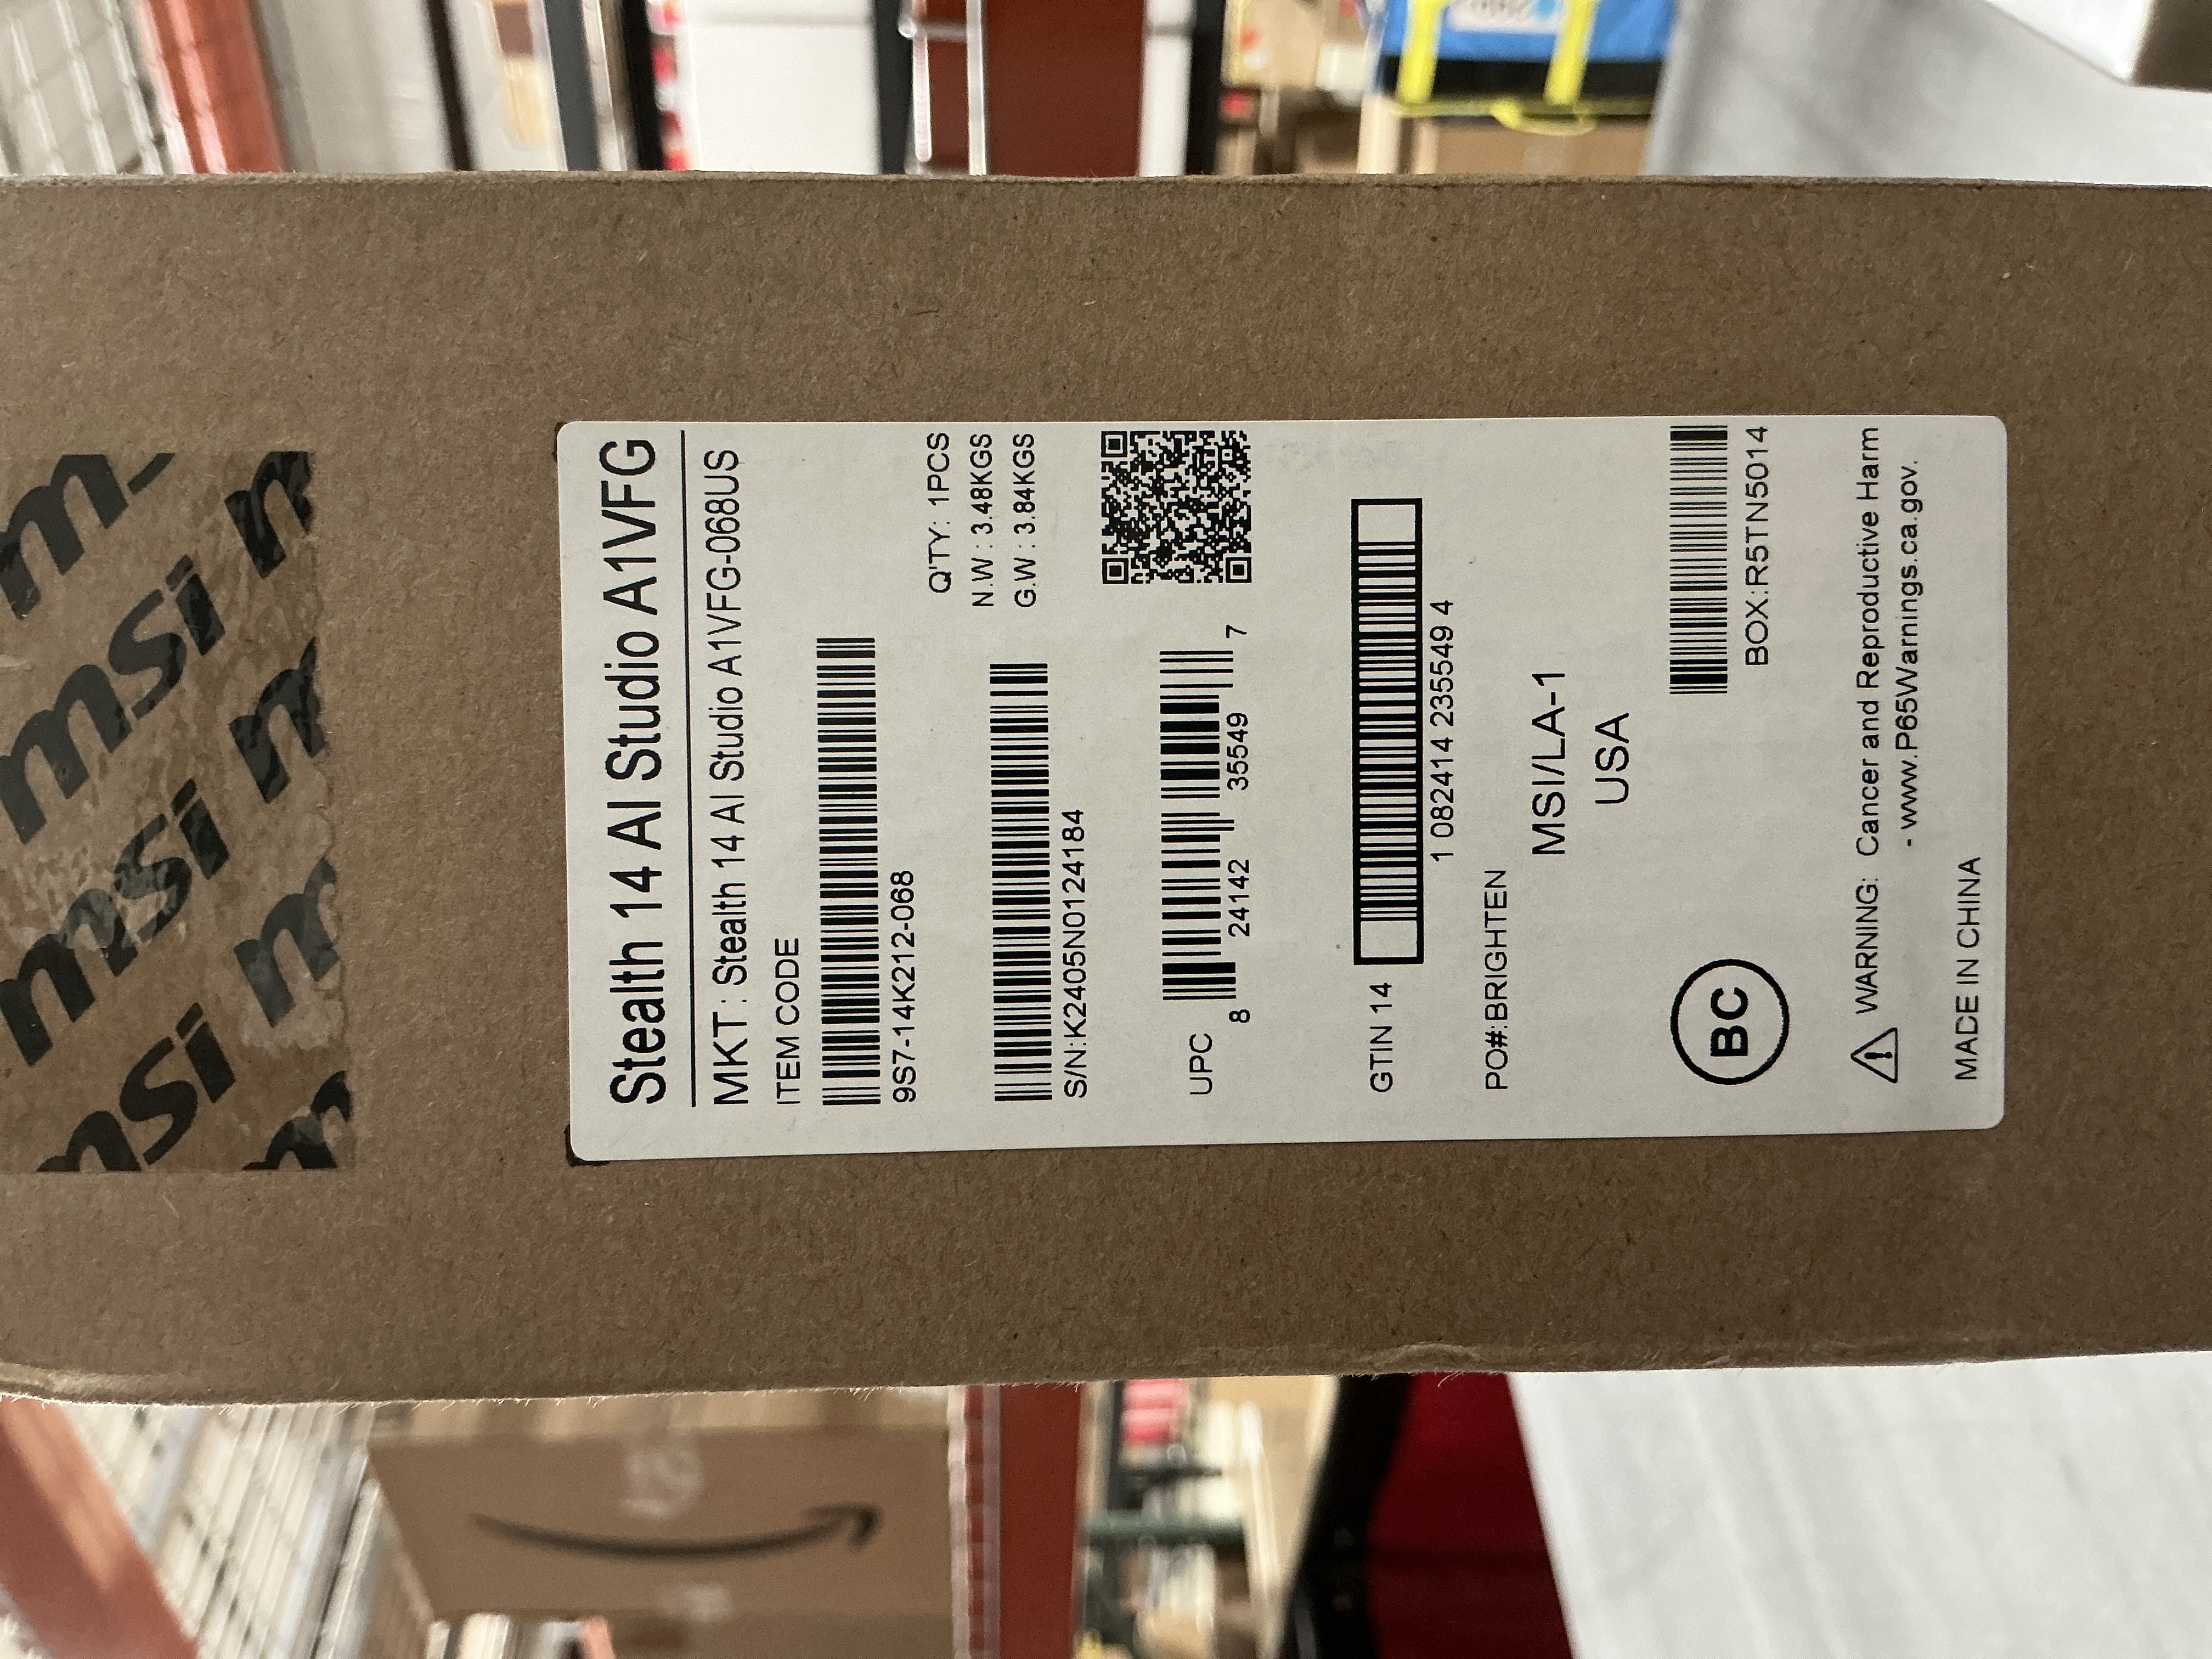 msi
msi
msi
Stealth 14 AI Studio A1VFG
MKT : Stealth 14 AI Studio A1VFG-068US
ITEM CODE
9S7-14K212-068
Q'TY: 1PCS
N.W : 3.48KGS
G.W : 3.84KGS
S/N:K2405N0124184
UPC
8 24142 35549 7
GTIN 14
1 082414 235549 4
PO#:BRIGHTEN
MSI/LA-1
USA
BC
BOX:R5TN5014
WARNING: Cancer and Reproductive Harm
- www.P65Warnings.ca.gov.
MADE IN CHINA